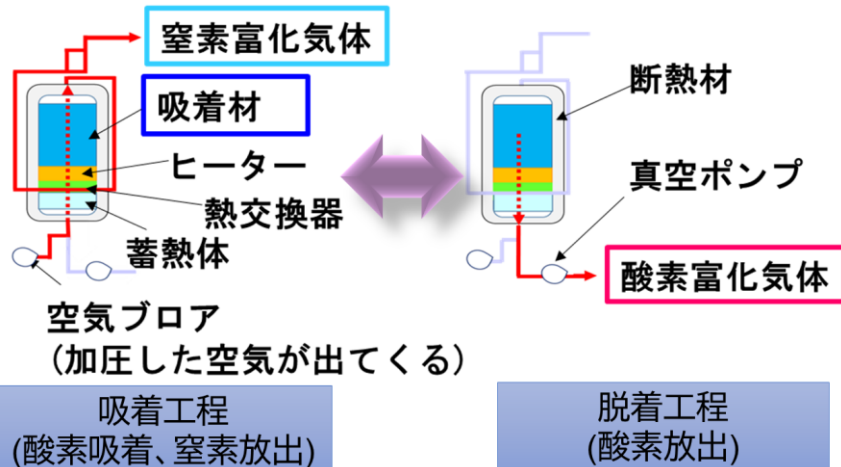 窒素富化気体
吸着材
ヒーター
熱交換器
蓄熱体
空気ブロア
(加圧した空気が出てくる)
吸着工程
(酸素吸着、窒素放出)
断熱材
真空ポンプ
酸素富化気体
脱着工程
(酸素放出)